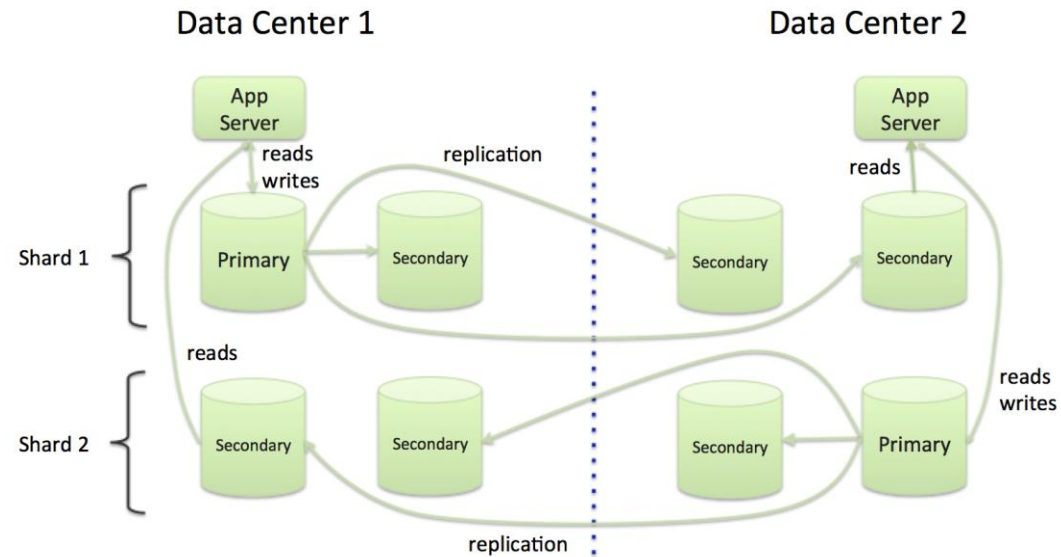 Data Center 1
Data Center 2
App
Server
App
Server
reads
writes
replication
reads
Shard 1
Primary
Secondary
Secondary
Secondary
reads
reads
writes
Shard 2
Secondary
Secondary
Secondary
Primary
replication